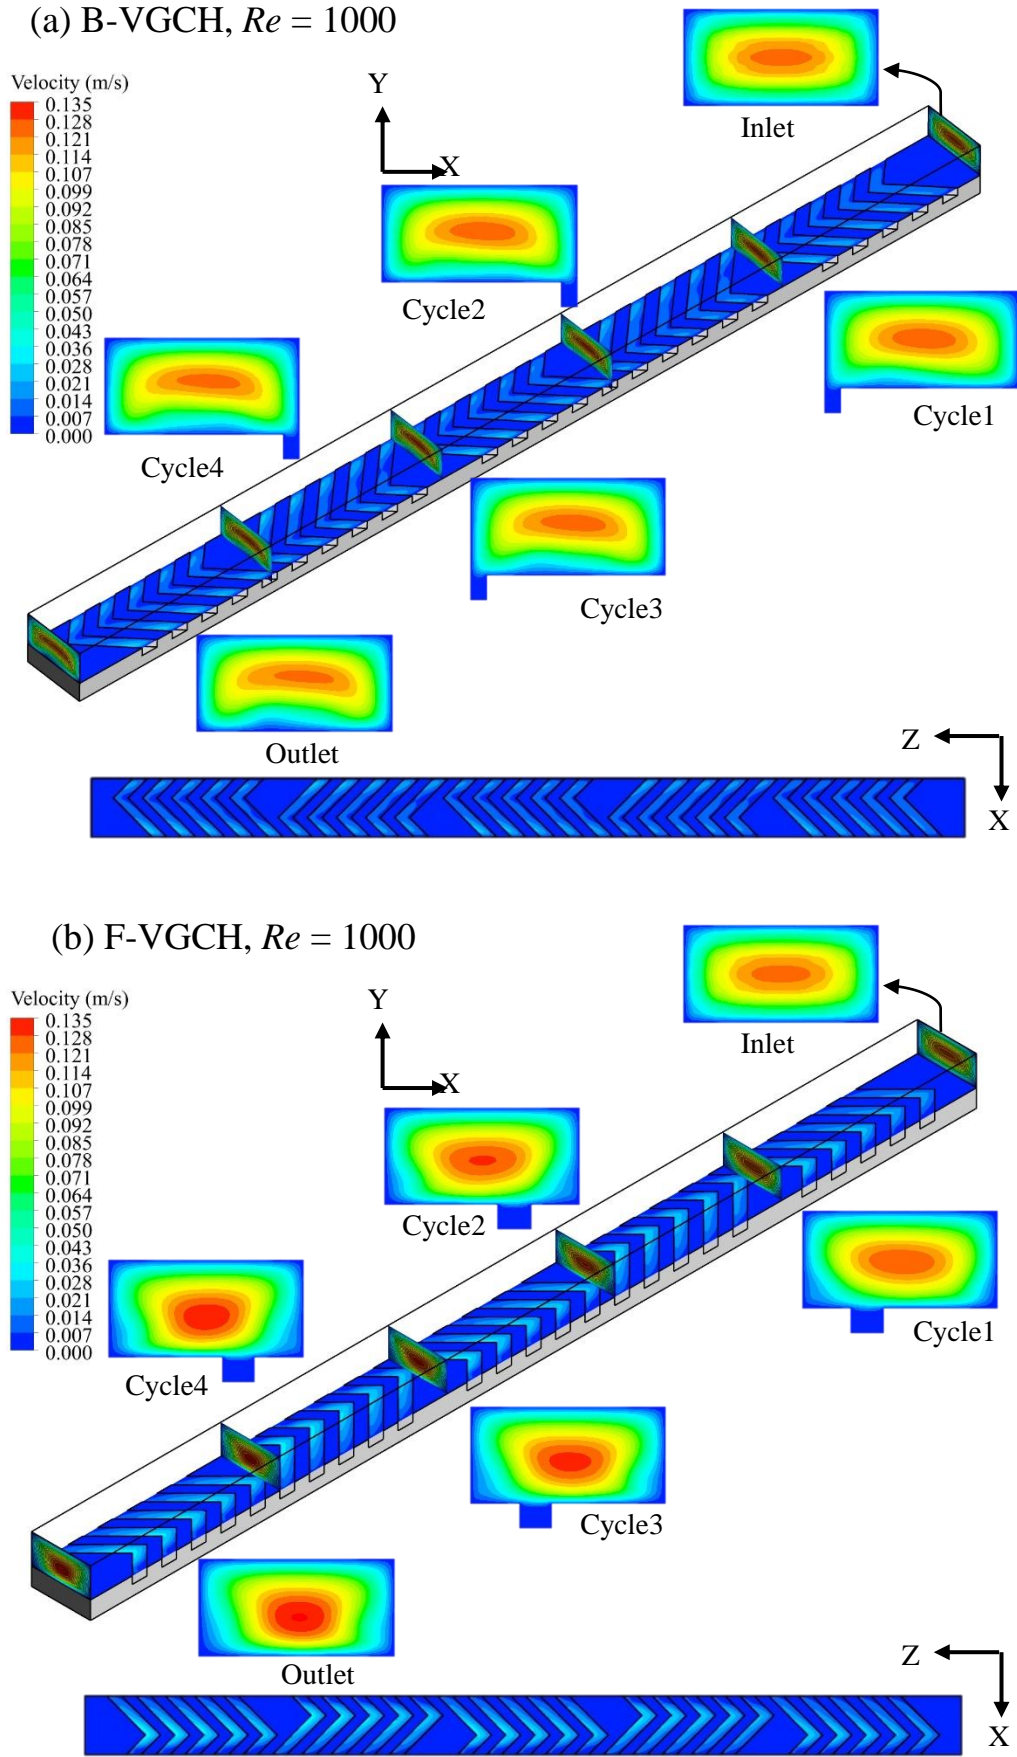 (a) B-VGCH, Re = 1000
Velocity (m/s)
0.135
0.128
0.121
0.114
0.107
0.099
0.092
0.085
0.078
0.071
0.064
0.057
0.050
0.043
0.036
0.028
0.021
0.014
0.007
0.000
Y
X
Inlet
Cycle2
Cycle1
Cycle4
Cycle3
Outlet
Z
X
(b) F-VGCH, Re = 1000
Velocity (m/s)
0.135
0.128
0.121
0.114
0.107
0.099
0.092
0.085
0.078
0.071
0.064
0.057
0.050
0.043
0.036
0.028
0.021
0.014
0.007
0.000
Y
X
Inlet
Cycle2
Cycle1
Cycle4
Cycle3
Outlet
Z
X